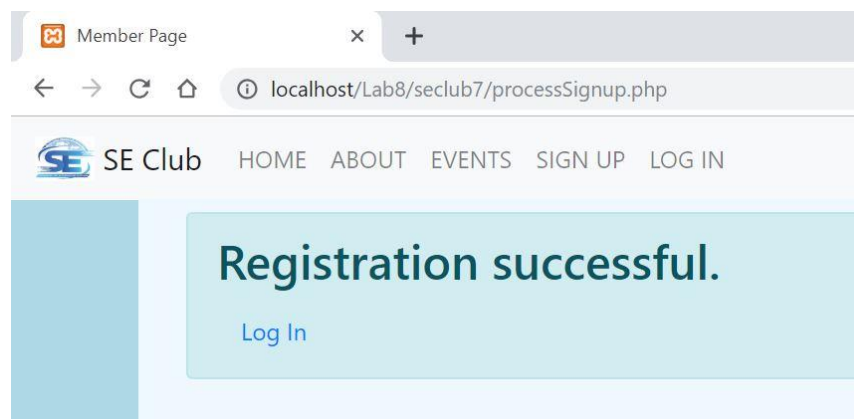 Member Page
localhost/Lab8/seclub7/processSignup.php
SE SE Club HOME ABOUT EVENTS SIGN UP LOG IN
Registration successful.
Log In